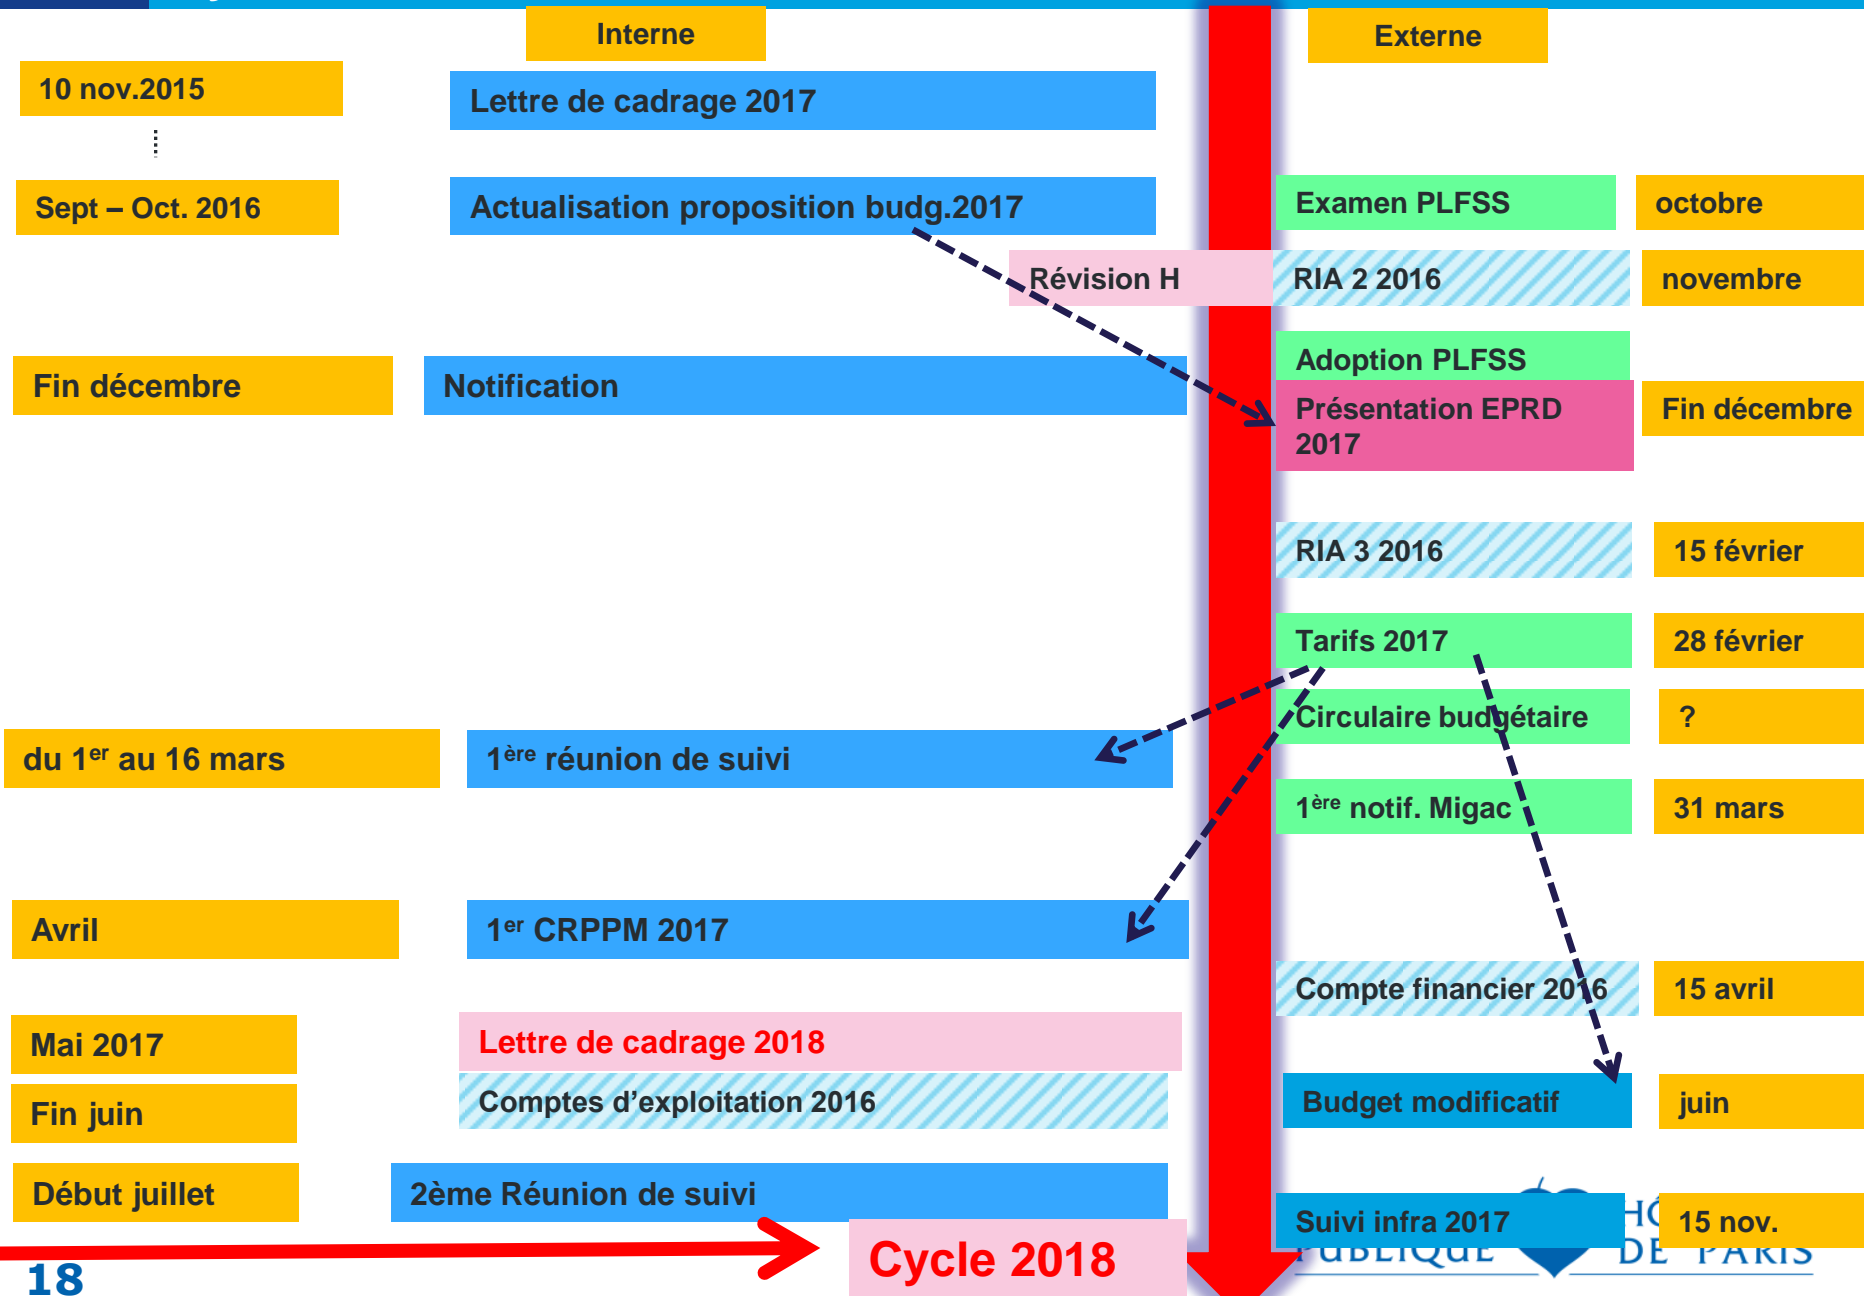 Interne
Externe
10 nov.2015
Lettre de cadrage 2017
Sept – Oct. 2016
Actualisation proposition budg.2017
Examen PLFSS
octobre
Révision H
RIA 2 2016
novembre
Adoption PLFSS
Fin décembre
Notification
Présentation EPRD
2017
Fin décembre
RIA 3 2016
15 février
Tarifs 2017
28 février
Circulaire budgétaire
?
du 1er au 16 mars
1ère réunion de suivi
1ère notif. Migac
31 mars
Avril
1er CRPPM 2017
Compte financier 2016
15 avril
Mai 2017
Lettre de cadrage 2018
Fin juin
Comptes d’exploitation 2016
Budget modificatif
juin
Début juillet
2ème Réunion de suivi
Suivi infra 2017
15 nov.
Cycle 2018
PUBLIQUE
DE PARIS
18